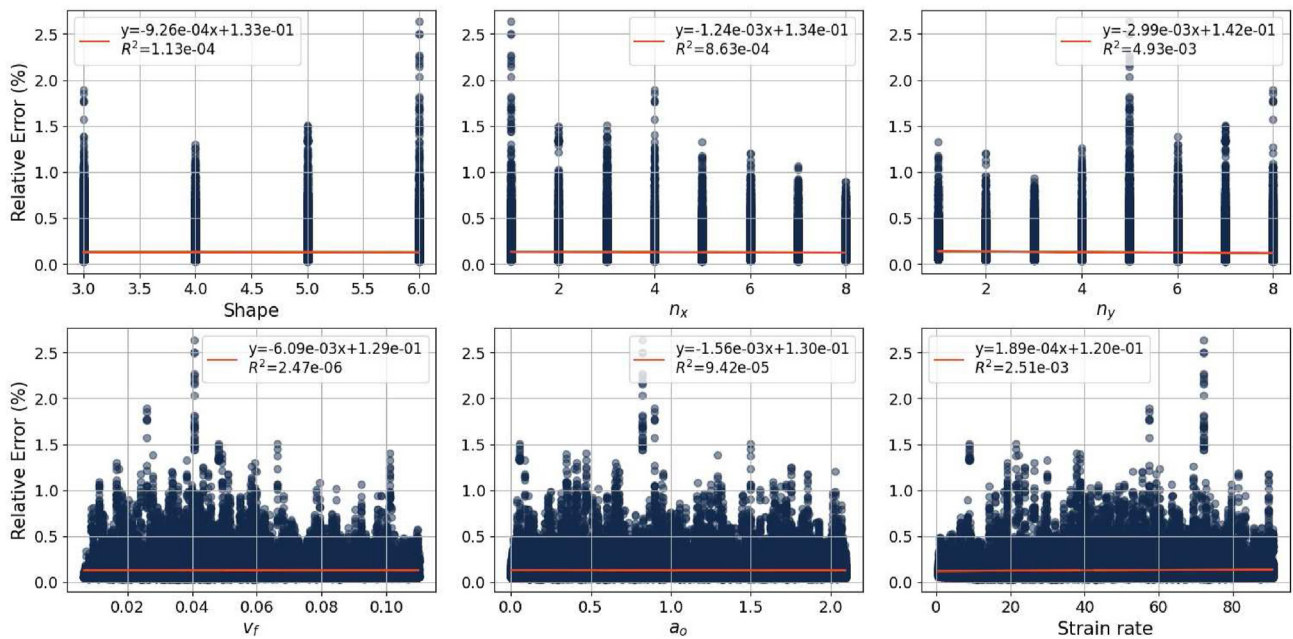 y=-9.26e-04x+1.33e-01
R²=1.13e-04
y=-1.24e-03x+1.34e-01
R²=8.63e-04
y=-2.99e-03x+1.42e-01
R²=4.93e-03
2.5
2.0
1.5
1.0
0.5
0.0
2.5
2.0
1.5
1.0
0.5
0.0
2.5
2.0
1.5
1.0
0.5
0.0
Relative Error (%)
3.0 3.5 4.0 4.5 5.0 5.5 6.0
2 4 6 8
2 4 6 8
Shape
nₓ
n_y
y=-6.09e-03x+1.29e-01
R²=2.47e-06
y=-1.56e-03x+1.30e-01
R²=9.42e-05
y=1.89e-04x+1.20e-01
R²=2.51e-03
2.5
2.0
1.5
1.0
0.5
0.0
2.5
2.0
1.5
1.0
0.5
0.0
2.5
2.0
1.5
1.0
0.5
0.0
Relative Error (%)
0.02 0.04 0.06 0.08 0.10
0.0 0.5 1.0 1.5 2.0
0 20 40 60 80
v_f
a_o
Strain rate